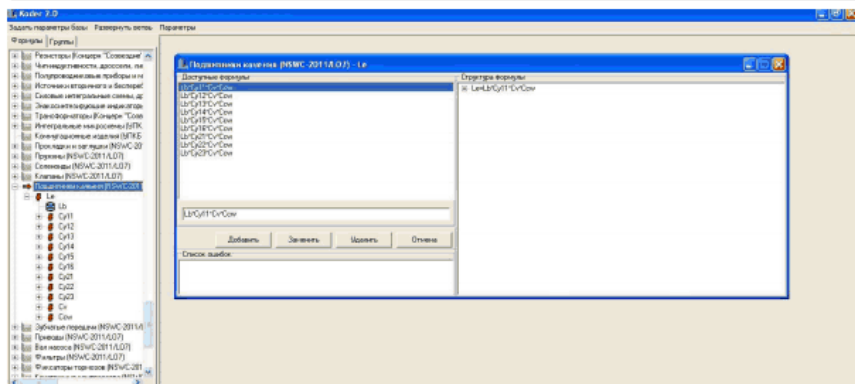 Kodec 2.0
Задать параметры базы Развернуть ветвь Параметры
Формулы Группы
Резисторы (Концерн "Созвездие"
Чип-индуктивности, дроссели, ли
Полупроводниковые приборы и м
Источники вторичного и бесперебо
Силовые интегральные схемы, др
Знакосинтезирующие индикаторы
Трансформаторы (Концерн "Созв
Интегральные микросхемы (УПК
Коммутационные изделия (УПКБ
Прокладки и заглушки (NSWC-20
Пружины (NSWC-2011/L07)
Соленоиды (NSWC-2011/L07)
Клапаны (NSWC-2011/L07)
Подшипники качения (NSWC-201
Le
Lb
Cy11
Cy12
Cy13
Cy14
Cy15
Cy16
Cy21
Cy22
Cy23
Cv
Ccw
Зубчатые передачи (NSWC-2011/L
Приводы (NSWC-2011/L07)
Вал насоса (NSWC-2011/L07)
Фильтры (NSWC-2011/L07)
Фиксаторы тормозов (NSWC-201
Подшипники качения (NSWC-2011/L07) - Le
Доступные формулы
Lb*Cy11*Cv*Ccw
Lb*Cy12*Cv*Ccw
Lb*Cy13*Cv*Ccw
Lb*Cy14*Cv*Ccw
Lb*Cy15*Cv*Ccw
Lb*Cy16*Cv*Ccw
Lb*Cy21*Cv*Ccw
Lb*Cy22*Cv*Ccw
Lb*Cy23*Cv*Ccw
Lb*Cy11*Cv*Ccw
Добавить Заменить Удалить Отмена
Список ошибок
Структура формулы
Le=Lb*Cy11*Cv*Ccw